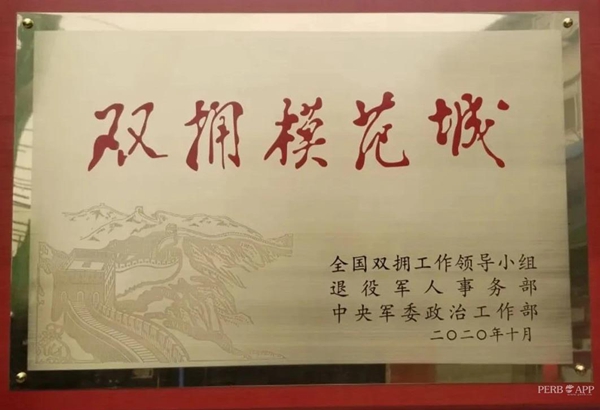 双拥模范城
全国双拥工作领导小组
退役军人事务部
中央军委政治工作部
二〇二〇年十月
PERB APP